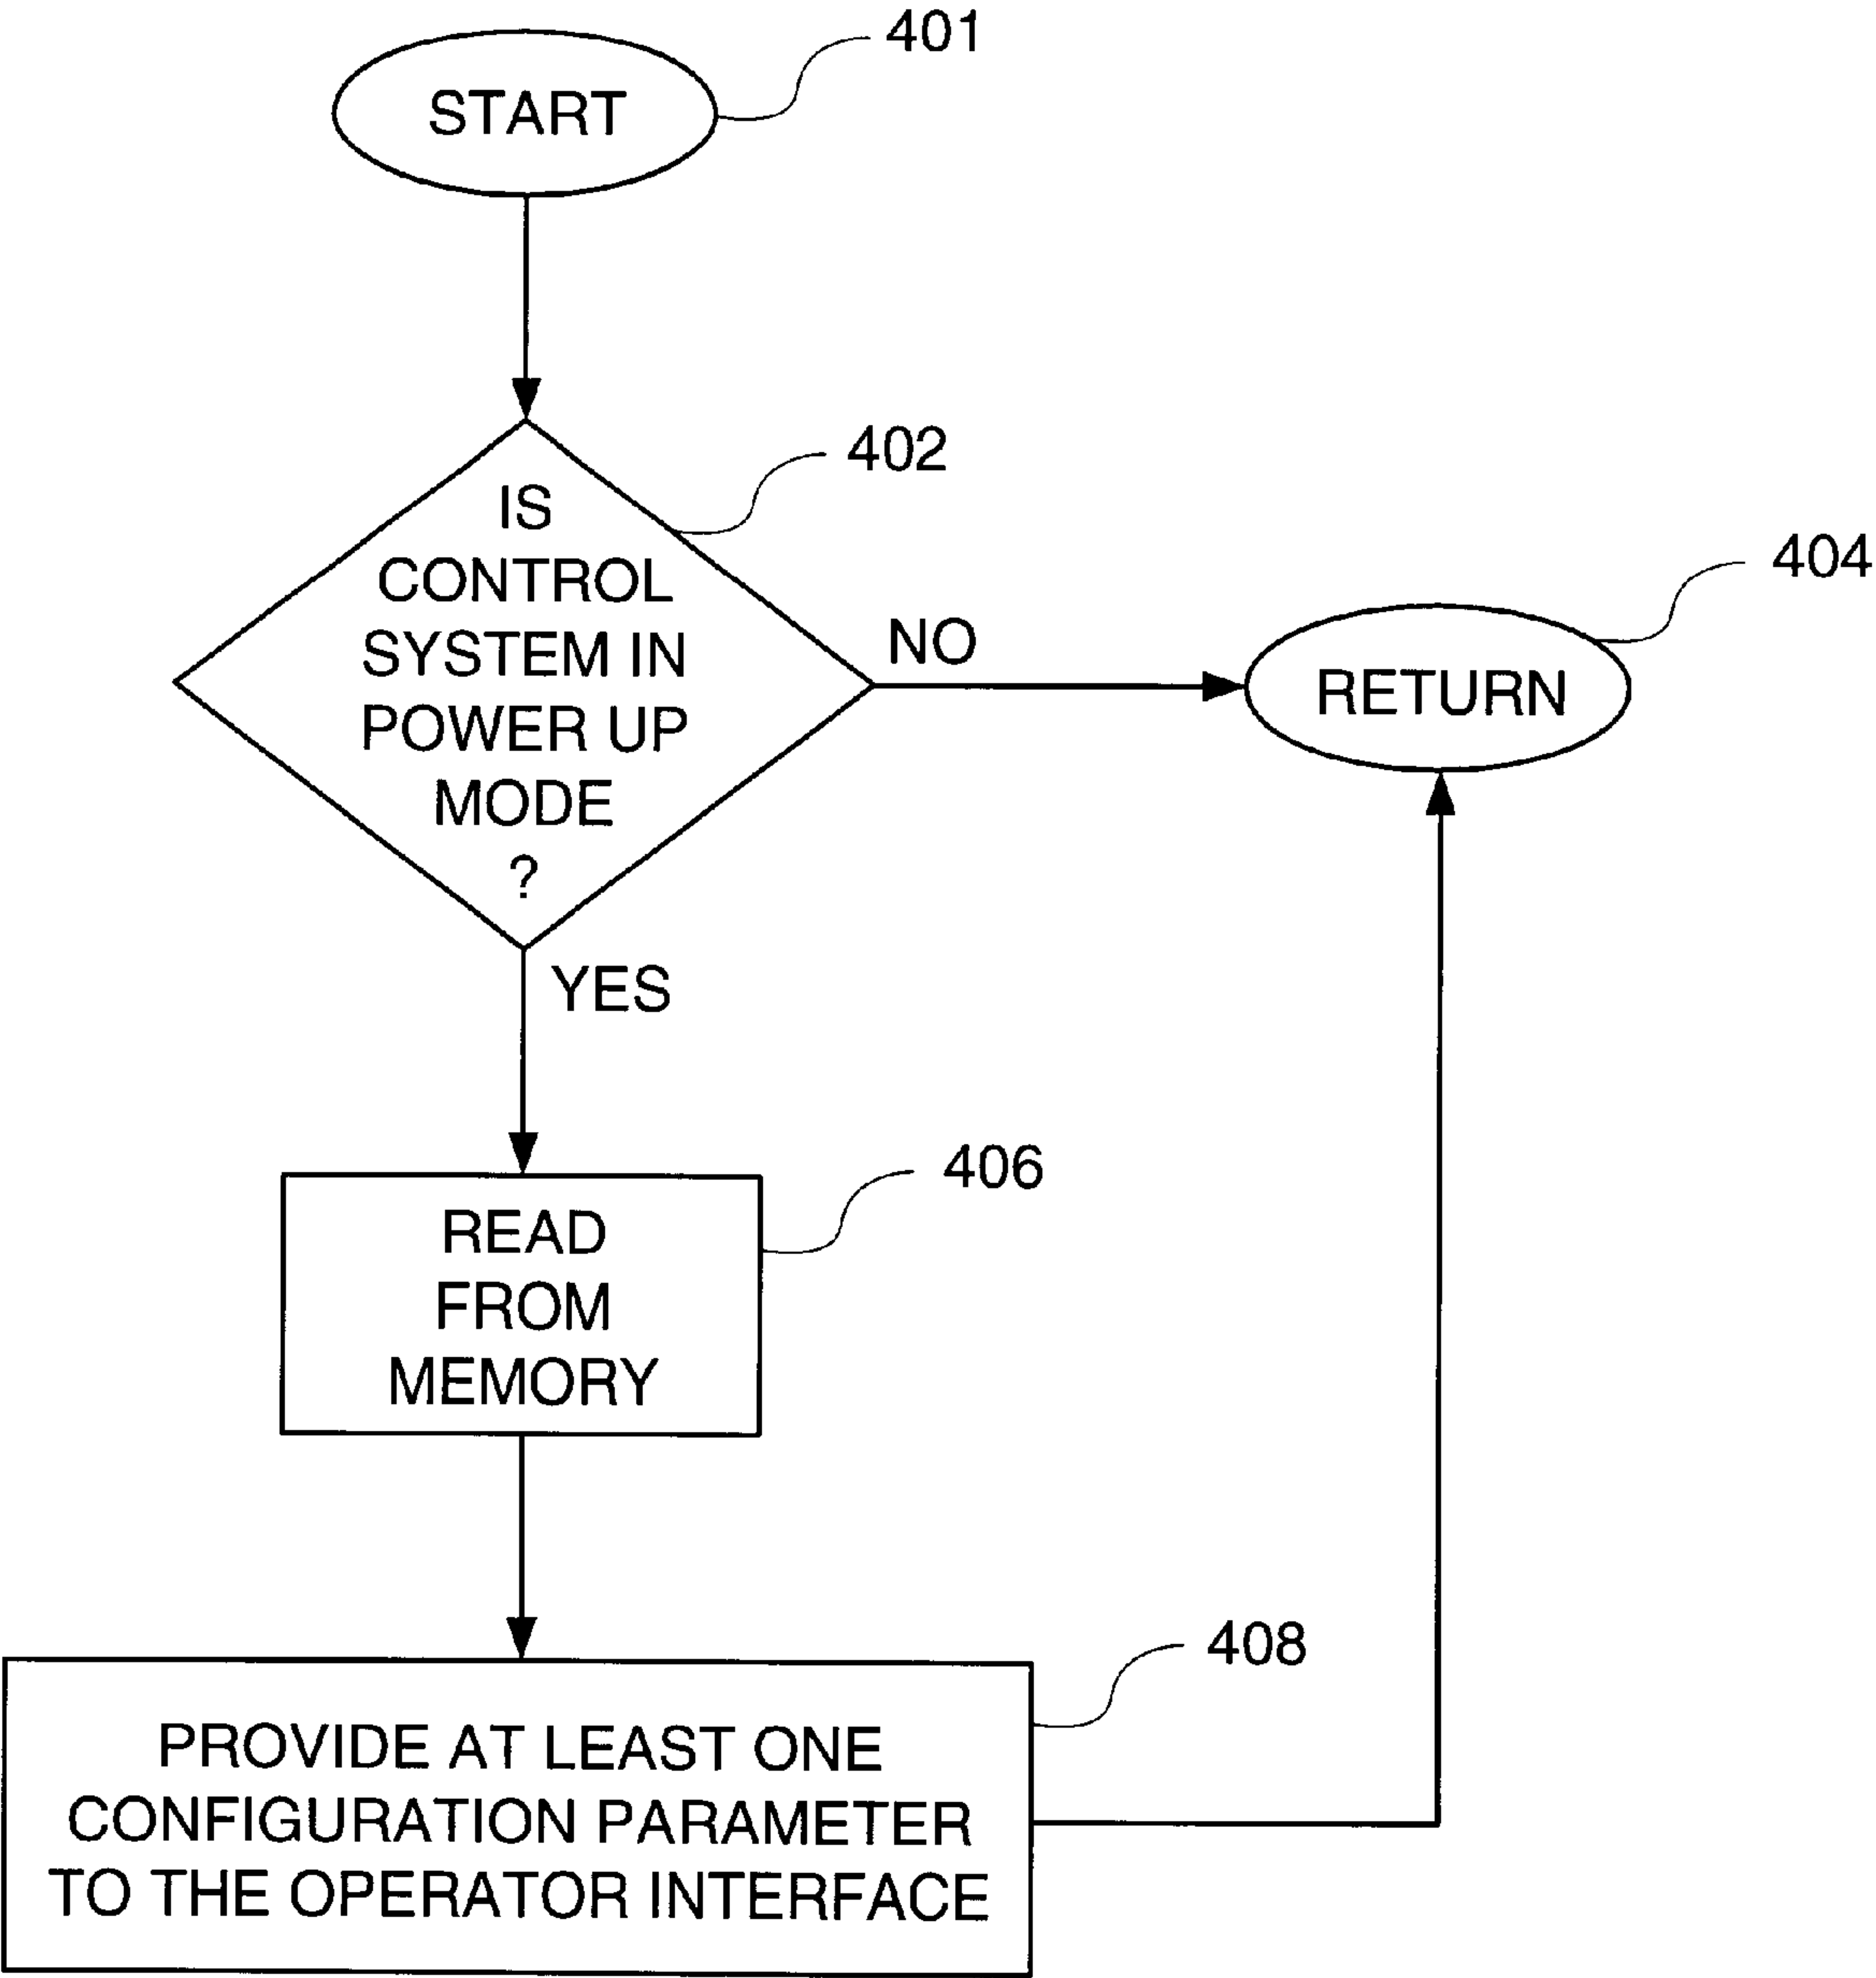 START
401
IS
CONTROL
SYSTEM IN
POWER UP
MODE
?
402
NO
RETURN
404
YES
READ
FROM
MEMORY
406
PROVIDE AT LEAST ONE
CONFIGURATION PARAMETER
TO THE OPERATOR INTERFACE
408